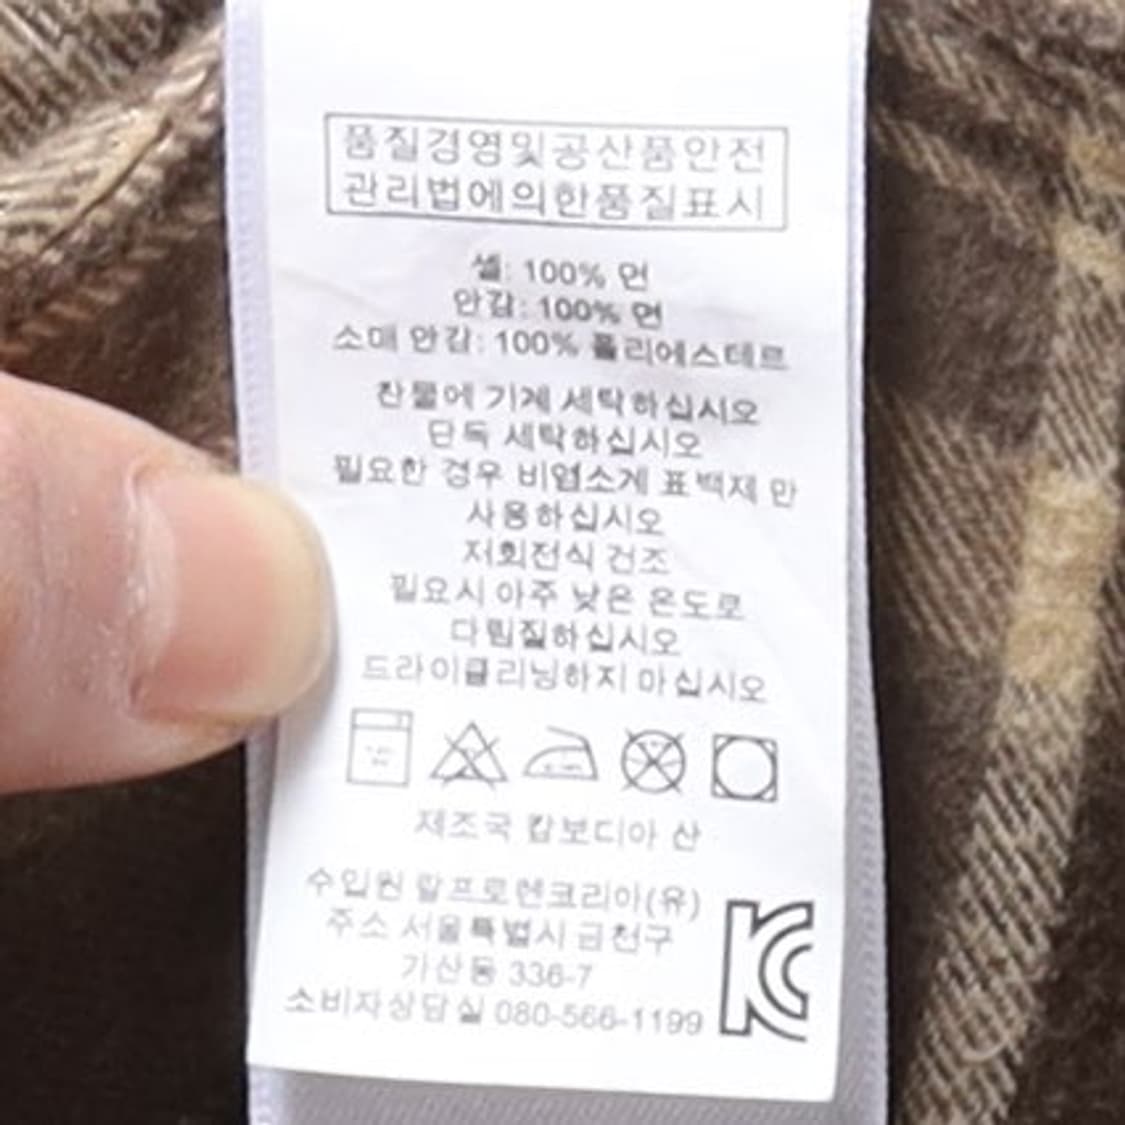 품질경영및공산품안전
관리법에의한품질표시
셸: 100% 면
안감: 100% 면
소매 안감: 100% 폴리에스테르
찬물에 기계 세탁하십시오
단독 세탁하십시오
필요한 경우 비염소계 표백제 만
사용하십시오
저회전식 건조
필요시 아주 낮은 온도로
다림질하십시오
드라이클리닝하지 마십시오
제조국 캄보디아 산
수입원 랄프로렌코리아(유)
주소 서울특별시 금천구
가산동 336-7
소비자상담실 080-566-1199
KC